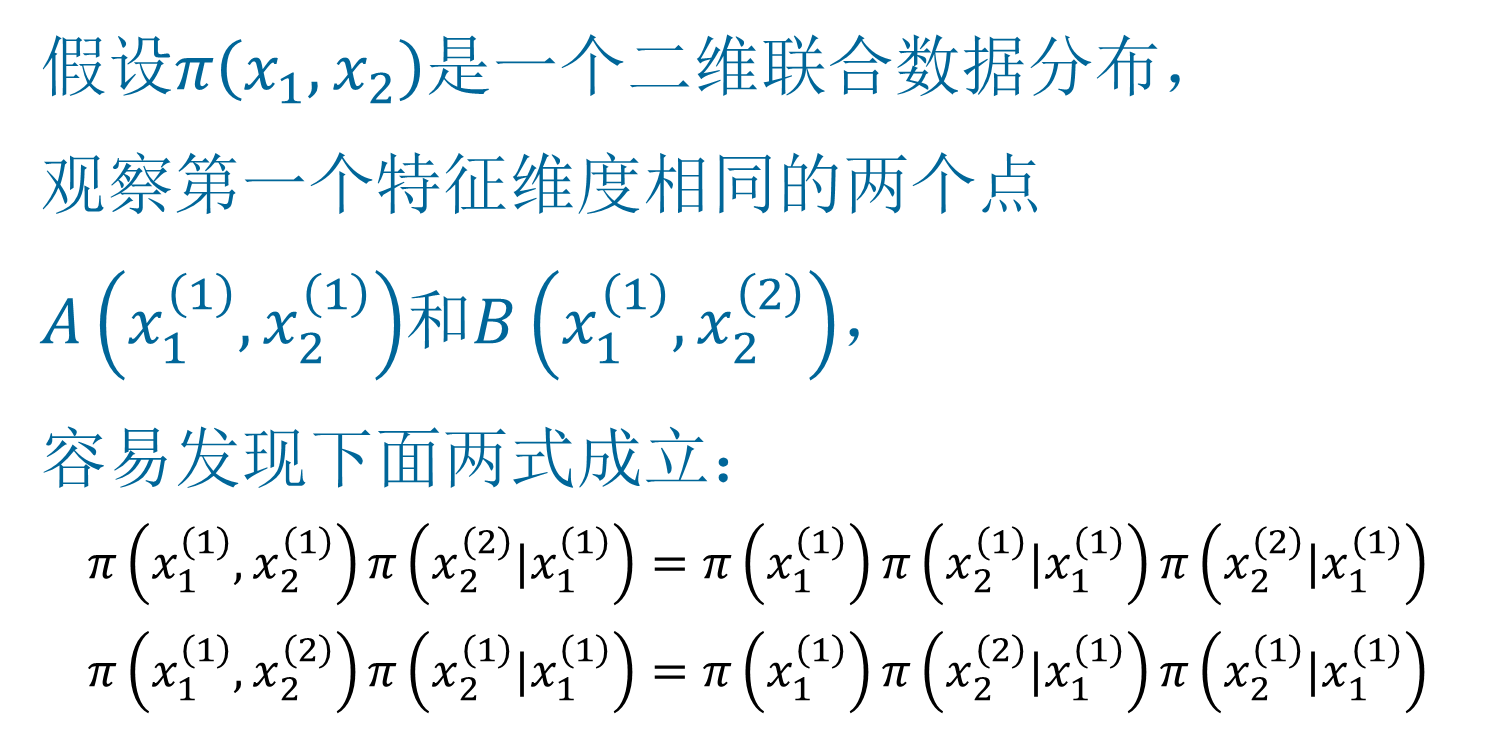 假设π(x₁, x₂)是一个二维联合数据分布，
观察第一个特征维度相同的两个点
A(x₁⁽¹⁾, x₂⁽¹⁾)和B(x₁⁽¹⁾, x₂⁽²⁾)，
容易发现下面两式成立：
π(x₁⁽¹⁾, x₂⁽¹⁾)π(x₂⁽²⁾|x₁⁽¹⁾) = π(x₁⁽¹⁾)π(x₂⁽¹⁾|x₁⁽¹⁾)π(x₂⁽²⁾|x₁⁽¹⁾)
π(x₁⁽¹⁾, x₂⁽²⁾)π(x₂⁽¹⁾|x₁⁽¹⁾) = π(x₁⁽¹⁾)π(x₂⁽²⁾|x₁⁽¹⁾)π(x₂⁽¹⁾|x₁⁽¹⁾)